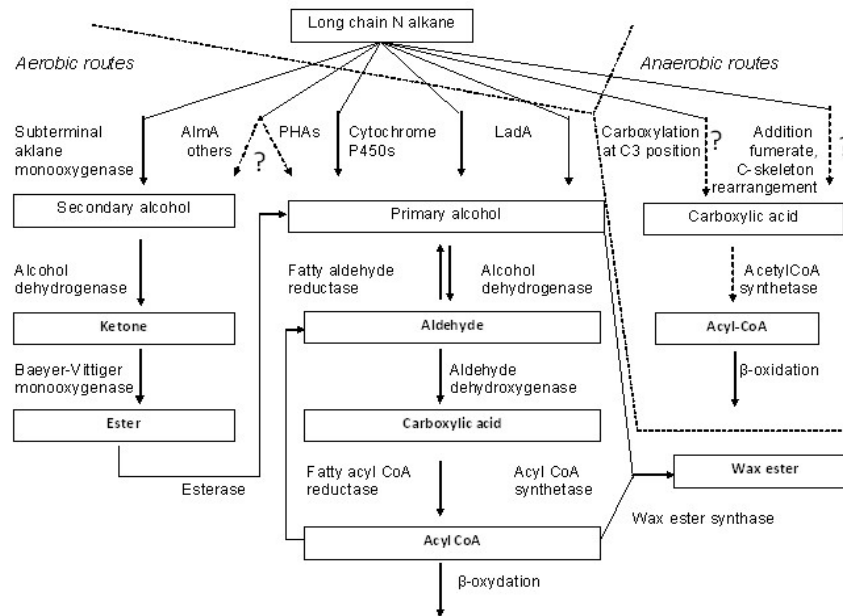 Long chain N alkane
Aerobic routes
Anaerobic routes
Subterminal
aklane
monooxygenase
AlmA
others
?
PHAs
Cytochrome
P450s
LadA
Carboxylation
at C3 position
?
Addition
fumerate,
C-skeleton
rearrangement
?
Secondary alcohol
Primary alcohol
Carboxylic acid
Alcohol
dehydrogenase
Fatty aldehyde
reductase
Alcohol
dehydrogenase
AcetylCoA
synthetase
Ketone
Aldehyde
Acyl-CoA
Baeyer-Vittiger
monooxygenase
Aldehyde
dehydroxygenase
β-oxidation
Ester
Carboxylic acid
Esterase
Fatty acyl CoA
reductase
Acyl CoA
synthetase
Wax ester
Wax ester synthase
Acyl CoA
β-oxydation